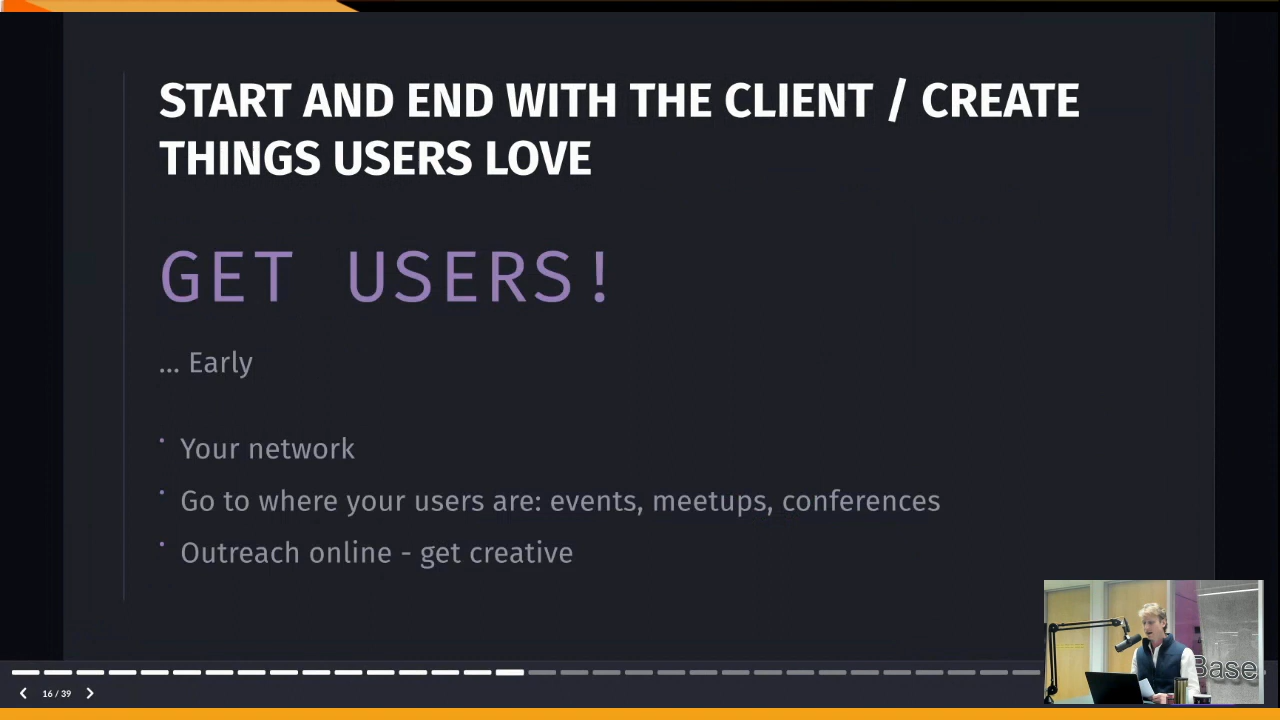 START AND END WITH THE CLIENT / CREATE
THINGS USERS LOVE
GET USERS!
... Early
Your network
Go to where your users are: events, meetups, conferences
Outreach online - get creative
Base
16 / 39